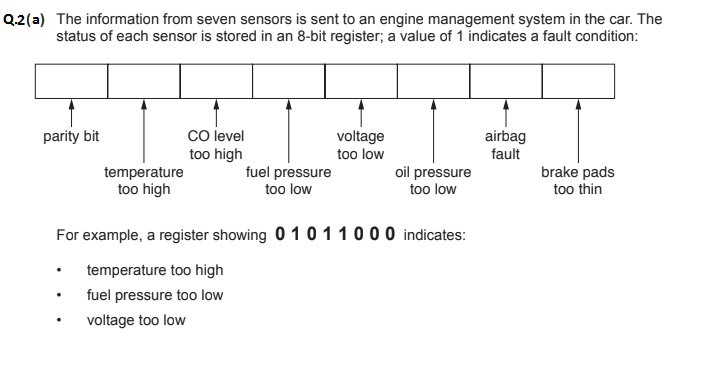 Q.2(a) The information from seven sensors is sent to an engine management system in the car. The
status of each sensor is stored in an 8-bit register; a value of 1 indicates a fault condition:
parity bit
temperature
too high
CO level
too high
fuel pressure
too low
voltage
too low
oil pressure
too low
airbag
fault
brake pads
too thin
For example, a register showing 0 1 0 1 1 0 0 0 indicates:
• temperature too high
• fuel pressure too low
• voltage too low